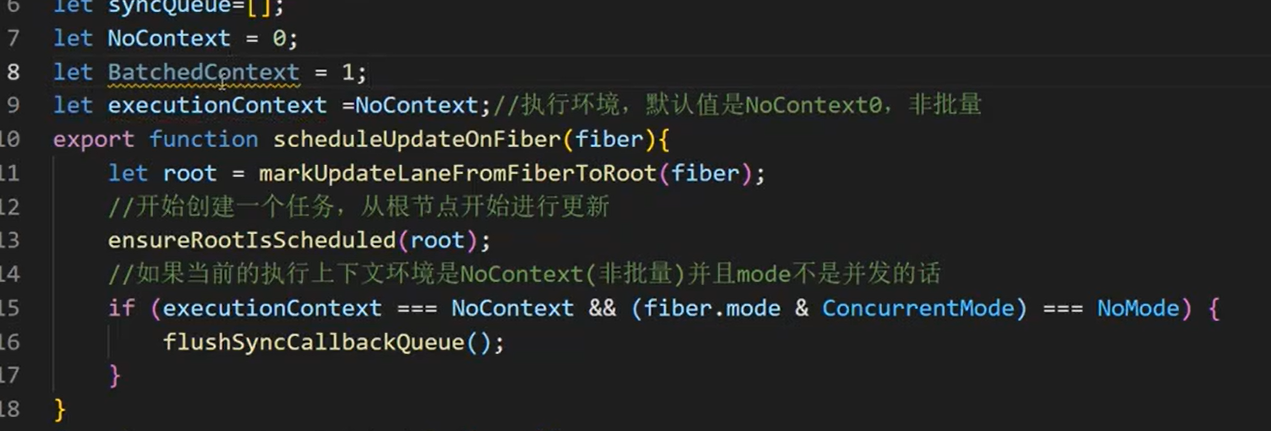 6 let syncQueue=[];
7 let NoContext = 0;
8 let BatchedContext = 1;
9 let executionContext =NoContext;//执行环境，默认值是NoContext0，非批量
10 export function scheduleUpdateOnFiber(fiber){
11 let root = markUpdateLaneFromFiberToRoot(fiber);
12 //开始创建一个任务，从根节点开始进行更新
13 ensureRootIsScheduled(root);
14 //如果当前的执行上下文环境是NoContext(非批量)并且mode不是并发的话
15 if (executionContext === NoContext && (fiber.mode & ConcurrentMode) === NoMode) {
16 flushSyncCallbackQueue();
17 }
18 }